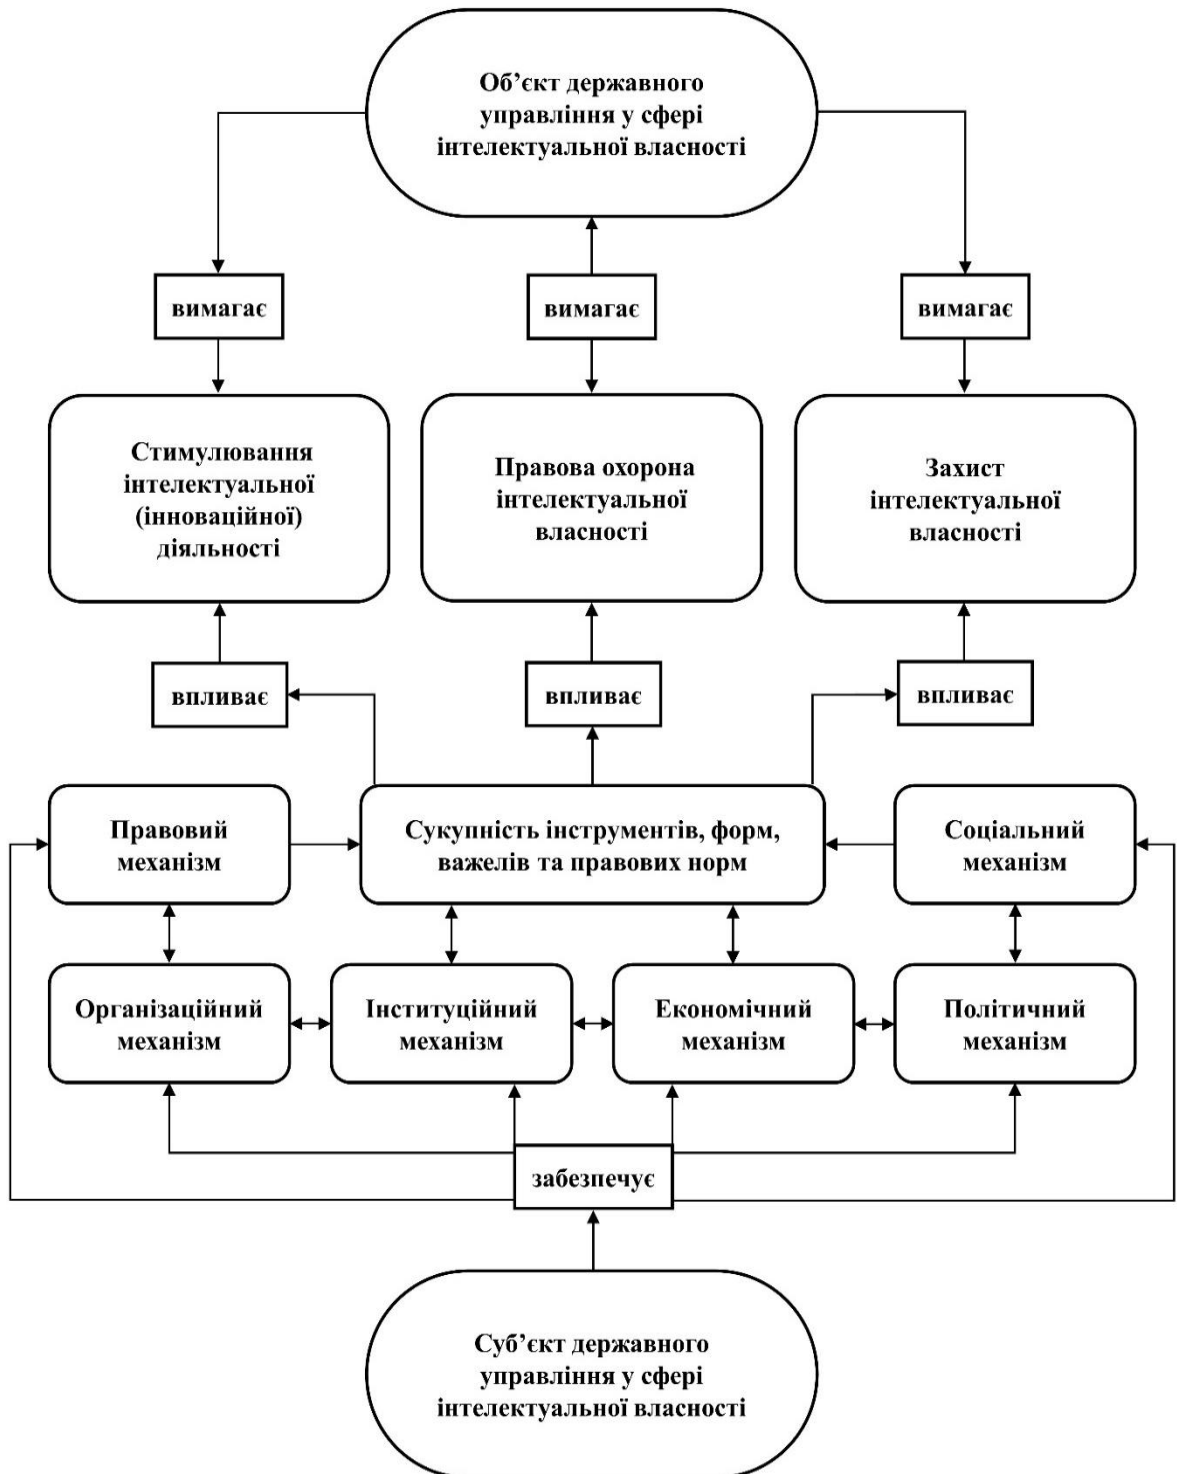 Об’єкт державного
управління у сфері
інтелектуальної власності
вимагає
вимагає
вимагає
Стимулювання
інтелектуальної
(інноваційної)
діяльності
Правова охорона
інтелектуальної
власності
Захист
інтелектуальної
власності
впливає
впливає
впливає
Правовий
механізм
Сукупність інструментів, форм,
важелів та правових норм
Соціальний
механізм
Організаційний
механізм
Інституційний
механізм
Економічний
механізм
Політичний
механізм
забезпечує
Суб’єкт державного
управління у сфері
інтелектуальної власності